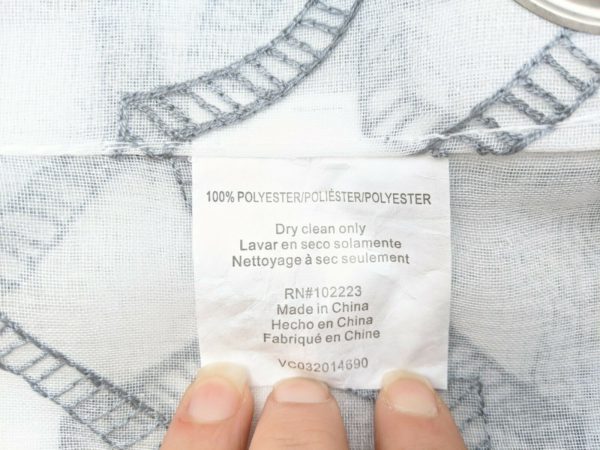 100% POLYESTER/POLIÉSTER/POLYESTER
Dry clean only
Lavar en seco solamente
Nettoyage à sec seulement
RN#102223
Made in China
Hecho en China
Fabriqué en Chine
VC032014690